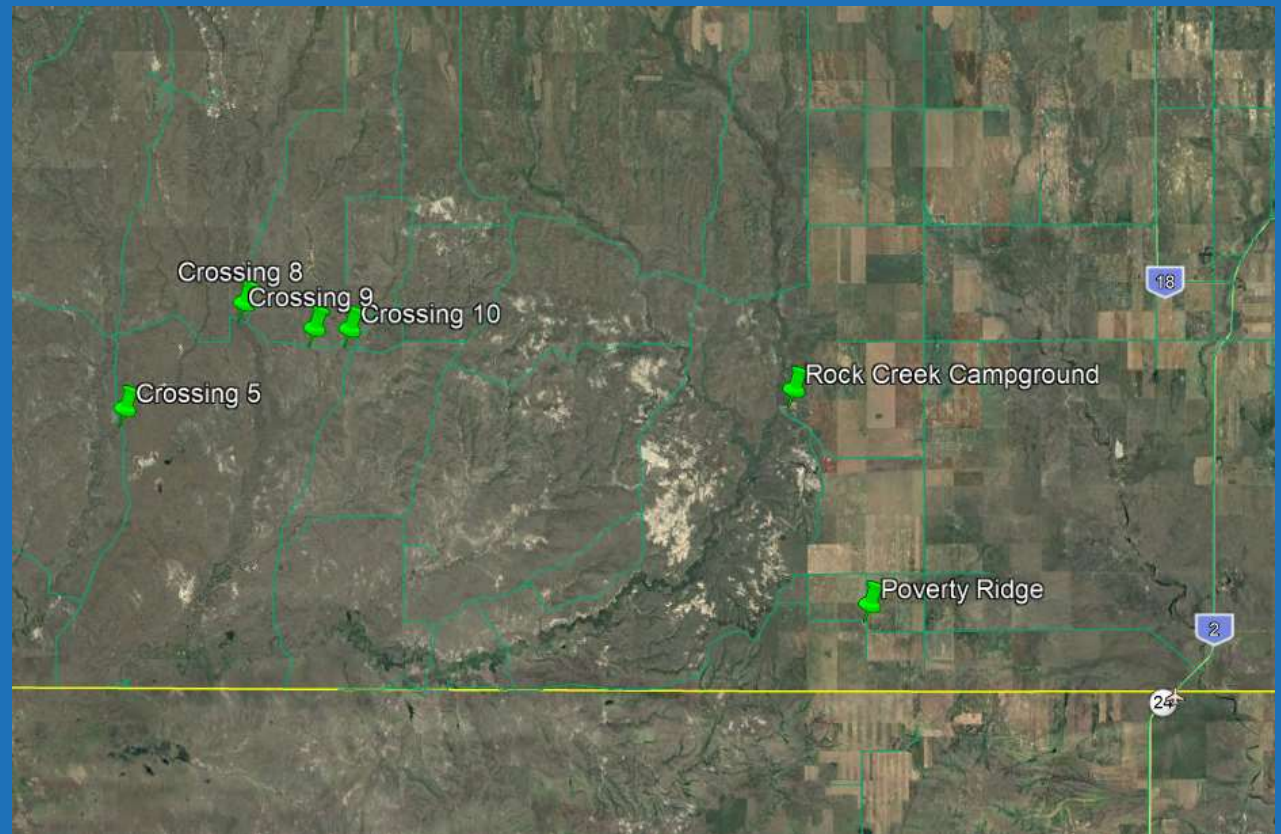 Crossing 8
18
Crossing 9
Crossing 10
Rock Creek Campground
Crossing 5
Poverty Ridge
2
24